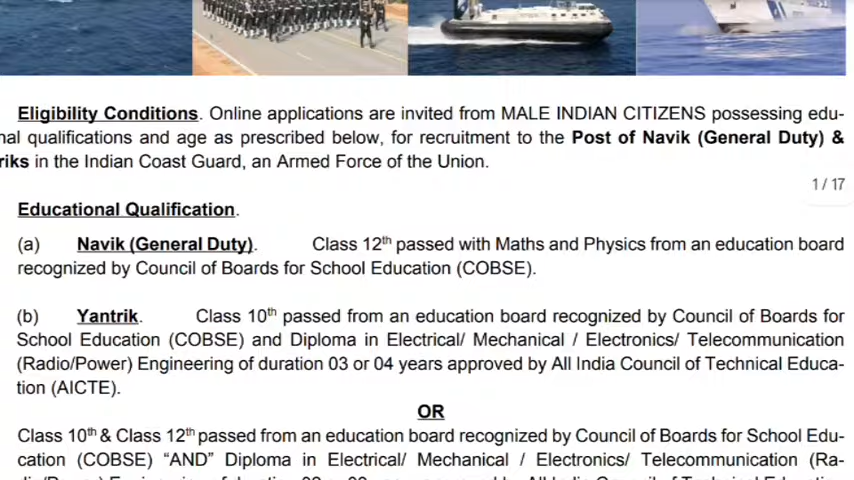 Eligibility Conditions. Online applications are invited from MALE INDIAN CITIZENS possessing edu-
nal qualifications and age as prescribed below, for recruitment to the Post of Navik (General Duty) &
riks in the Indian Coast Guard, an Armed Force of the Union.
1 / 17
Educational Qualification.
(a) Navik (General Duty). Class 12th passed with Maths and Physics from an education board
recognized by Council of Boards for School Education (COBSE).
(b) Yantrik. Class 10th passed from an education board recognized by Council of Boards for
School Education (COBSE) and Diploma in Electrical/ Mechanical / Electronics/ Telecommunication
(Radio/Power) Engineering of duration 03 or 04 years approved by All India Council of Technical Educa-
tion (AICTE).
OR
Class 10th & Class 12th passed from an education board recognized by Council of Boards for School Edu-
cation (COBSE) “AND” Diploma in Electrical/ Mechanical / Electronics/ Telecommunication (Ra-